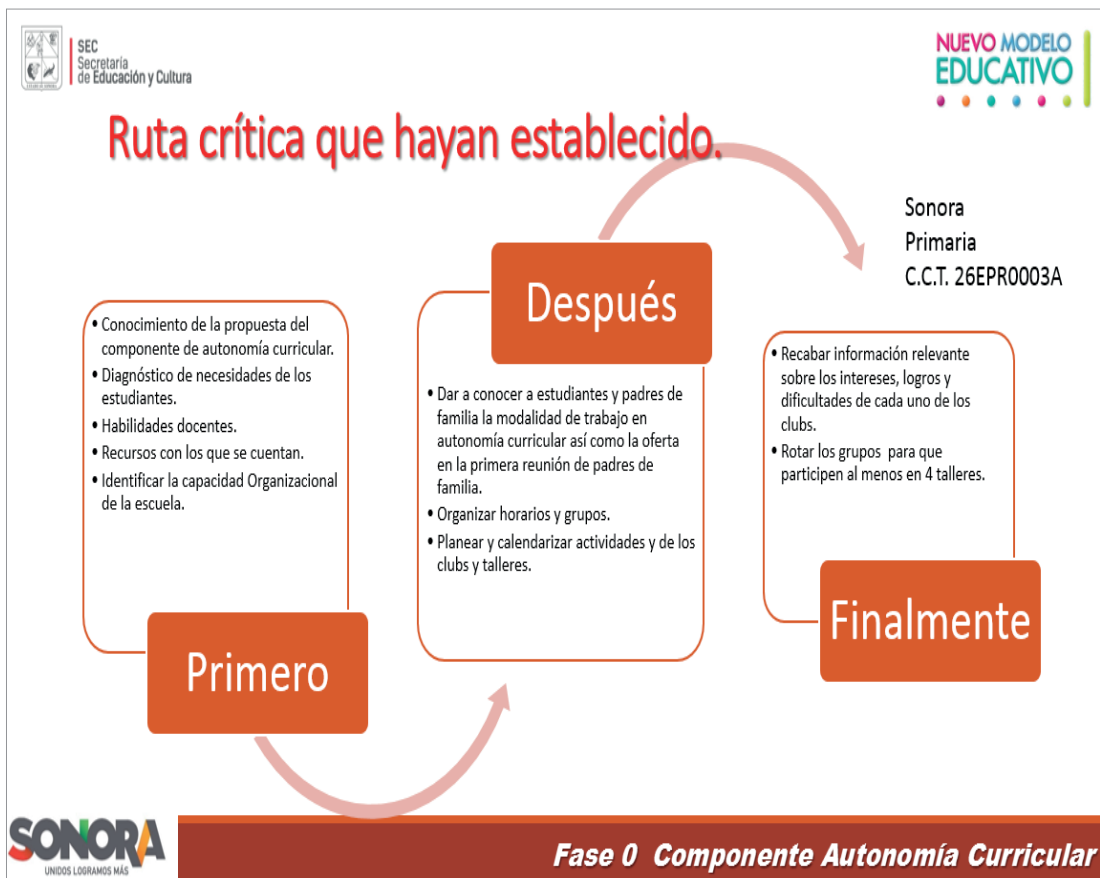 SEC
Secretaría
de Educación y Cultura
NUEVO MODELO
EDUCATIVO
Ruta crítica que hayan establecido.
Sonora
Primaria
C.C.T. 26EPR0003A
• Conocimiento de la propuesta del
componente de autonomía curricular.
• Diagnóstico de necesidades de los
estudiantes.
• Habilidades docentes.
• Recursos con los que se cuentan.
• Identificar la capacidad Organizacional
de la escuela.
Primero
Después
• Dar a conocer a estudiantes y padres de
familia la modalidad de trabajo en
autonomía curricular así como la oferta
en la primera reunión de padres de
familia.
• Organizar horarios y grupos.
• Planear y calendarizar actividades y de los
clubs y talleres.
• Recabar información relevante
sobre los intereses, logros y
dificultades de cada uno de los
clubs.
• Rotar los grupos para que
participen al menos en 4 talleres.
Finalmente
SONORA
UNIDOS LOGRAMOS MÁS
Fase 0 Componente Autonomía Curricular